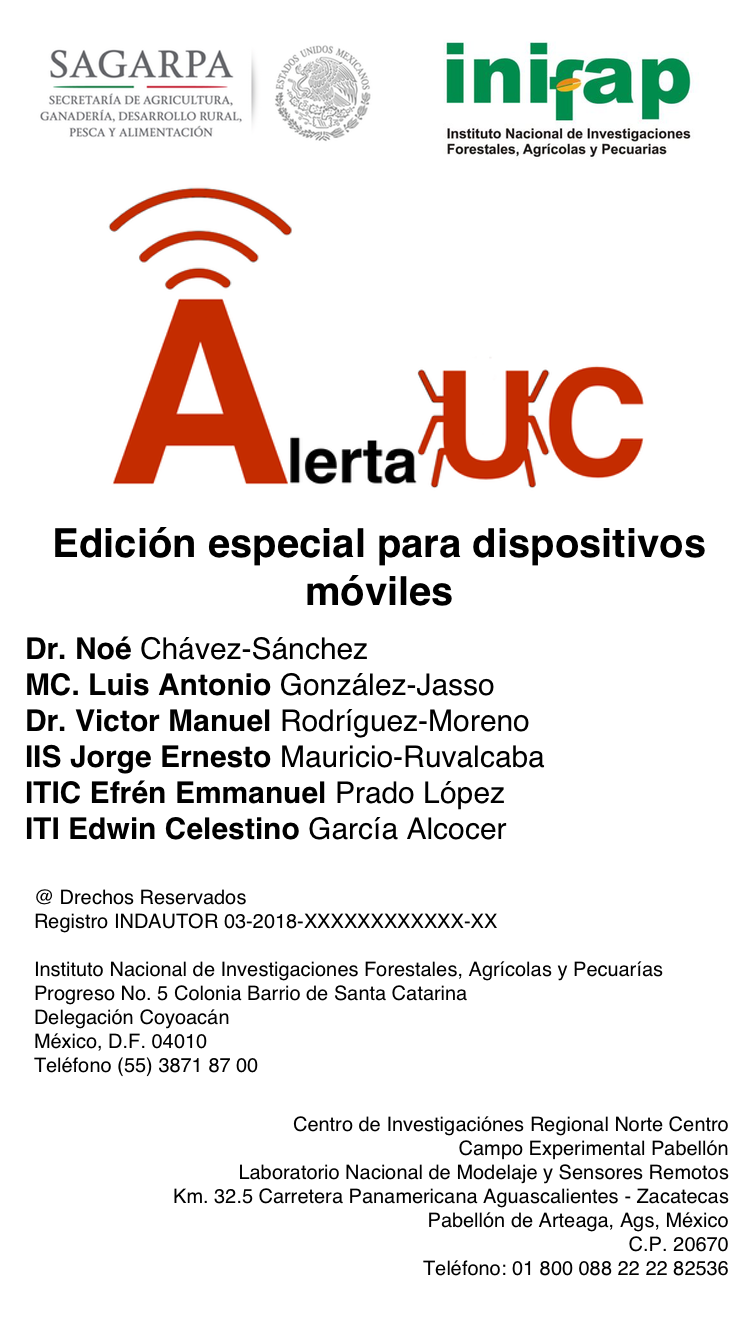 SAGARPA
SECRETARÍA DE AGRICULTURA,
GANADERÍA, DESARROLLO RURAL,
PESCA Y ALIMENTACIÓN
ESTADOS UNIDOS MEXICANOS
inifap
Instituto Nacional de Investigaciones
Forestales, Agrícolas y Pecuarias
Alerta UC
Edición especial para dispositivos
móviles
Dr. Noé Chávez-Sánchez
MC. Luis Antonio González-Jasso
Dr. Victor Manuel Rodríguez-Moreno
IIS Jorge Ernesto Mauricio-Ruvalcaba
ITIC Efrén Emmanuel Prado López
ITI Edwin Celestino García Alcocer
@ Drechos Reservados
Registro INDAUTOR 03-2018-XXXXXXXXXXXX-XX
Instituto Nacional de Investigaciones Forestales, Agrícolas y Pecuarías
Progreso No. 5 Colonia Barrio de Santa Catarina
Delegación Coyoacán
México, D.F. 04010
Teléfono (55) 3871 87 00
Centro de Investigaciónes Regional Norte Centro
Campo Experimental Pabellón
Laboratorio Nacional de Modelaje y Sensores Remotos
Km. 32.5 Carretera Panamericana Aguascalientes - Zacatecas
Pabellón de Arteaga, Ags, México
C.P. 20670
Teléfono: 01 800 088 22 22 82536